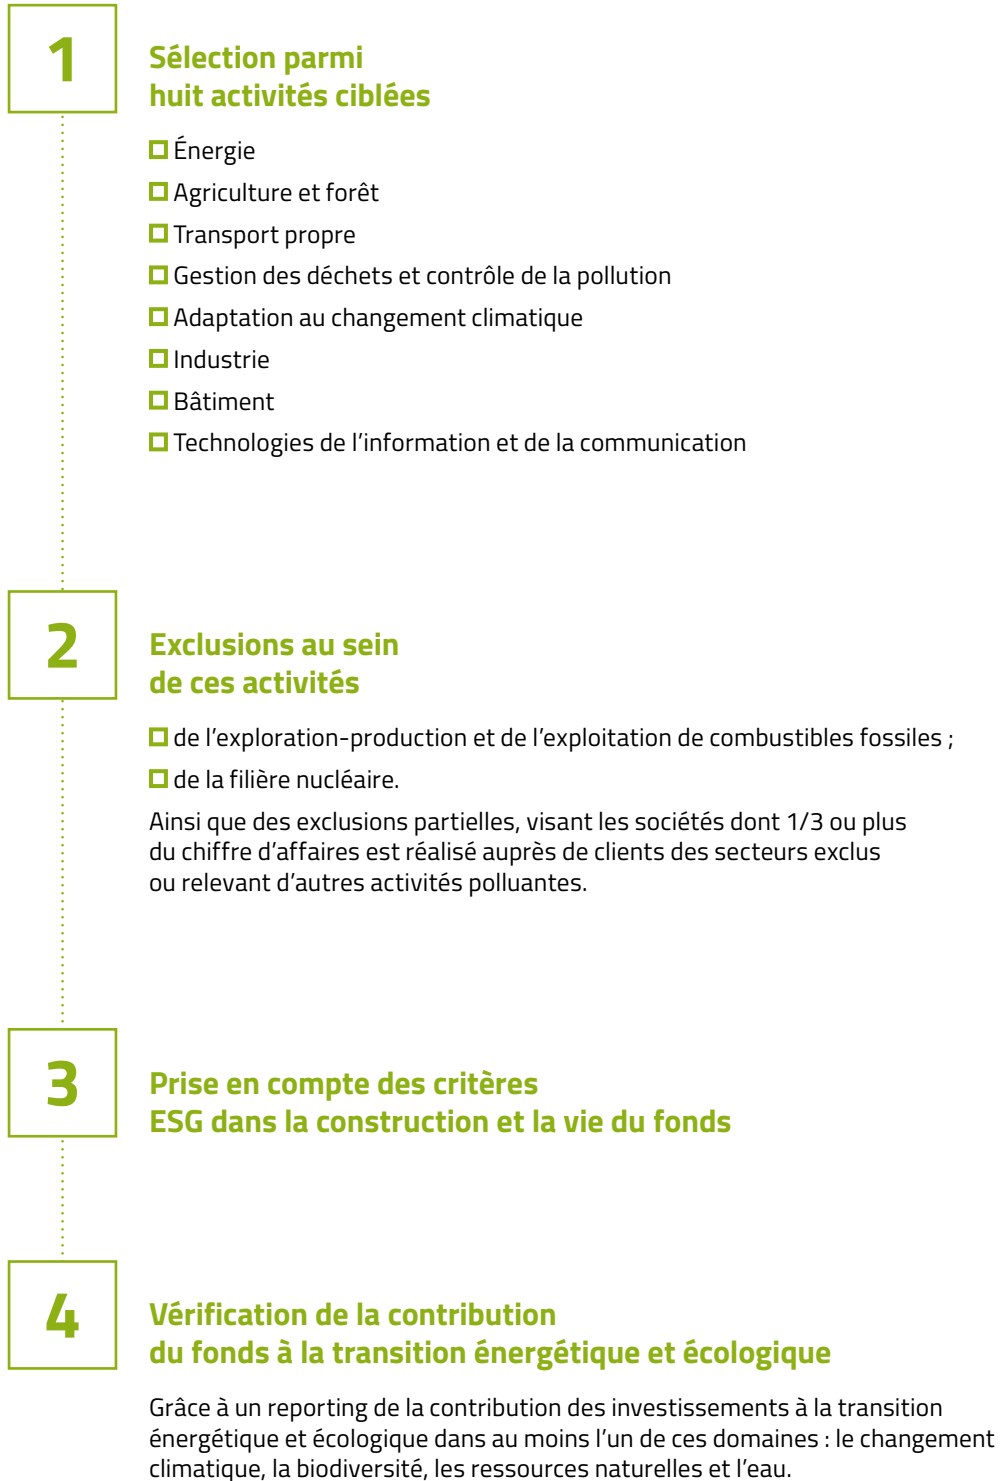 1
Sélection parmi
huit activités ciblées
Énergie
Agriculture et forêt
Transport propre
Gestion des déchets et contrôle de la pollution
Adaptation au changement climatique
Industrie
Bâtiment
Technologies de l’information et de la communication
2
Exclusions au sein
de ces activités
de l’exploration-production et de l’exploitation de combustibles fossiles ;
de la filière nucléaire.
Ainsi que des exclusions partielles, visant les sociétés dont 1/3 ou plus
du chiffre d’affaires est réalisé auprès de clients des secteurs exclus
ou relevant d’autres activités polluantes.
3
Prise en compte des critères
ESG dans la construction et la vie du fonds
4
Vérification de la contribution
du fonds à la transition énergétique et écologique
Grâce à un reporting de la contribution des investissements à la transition
énergétique et écologique dans au moins l’un de ces domaines : le changement
climatique, la biodiversité, les ressources naturelles et l’eau.